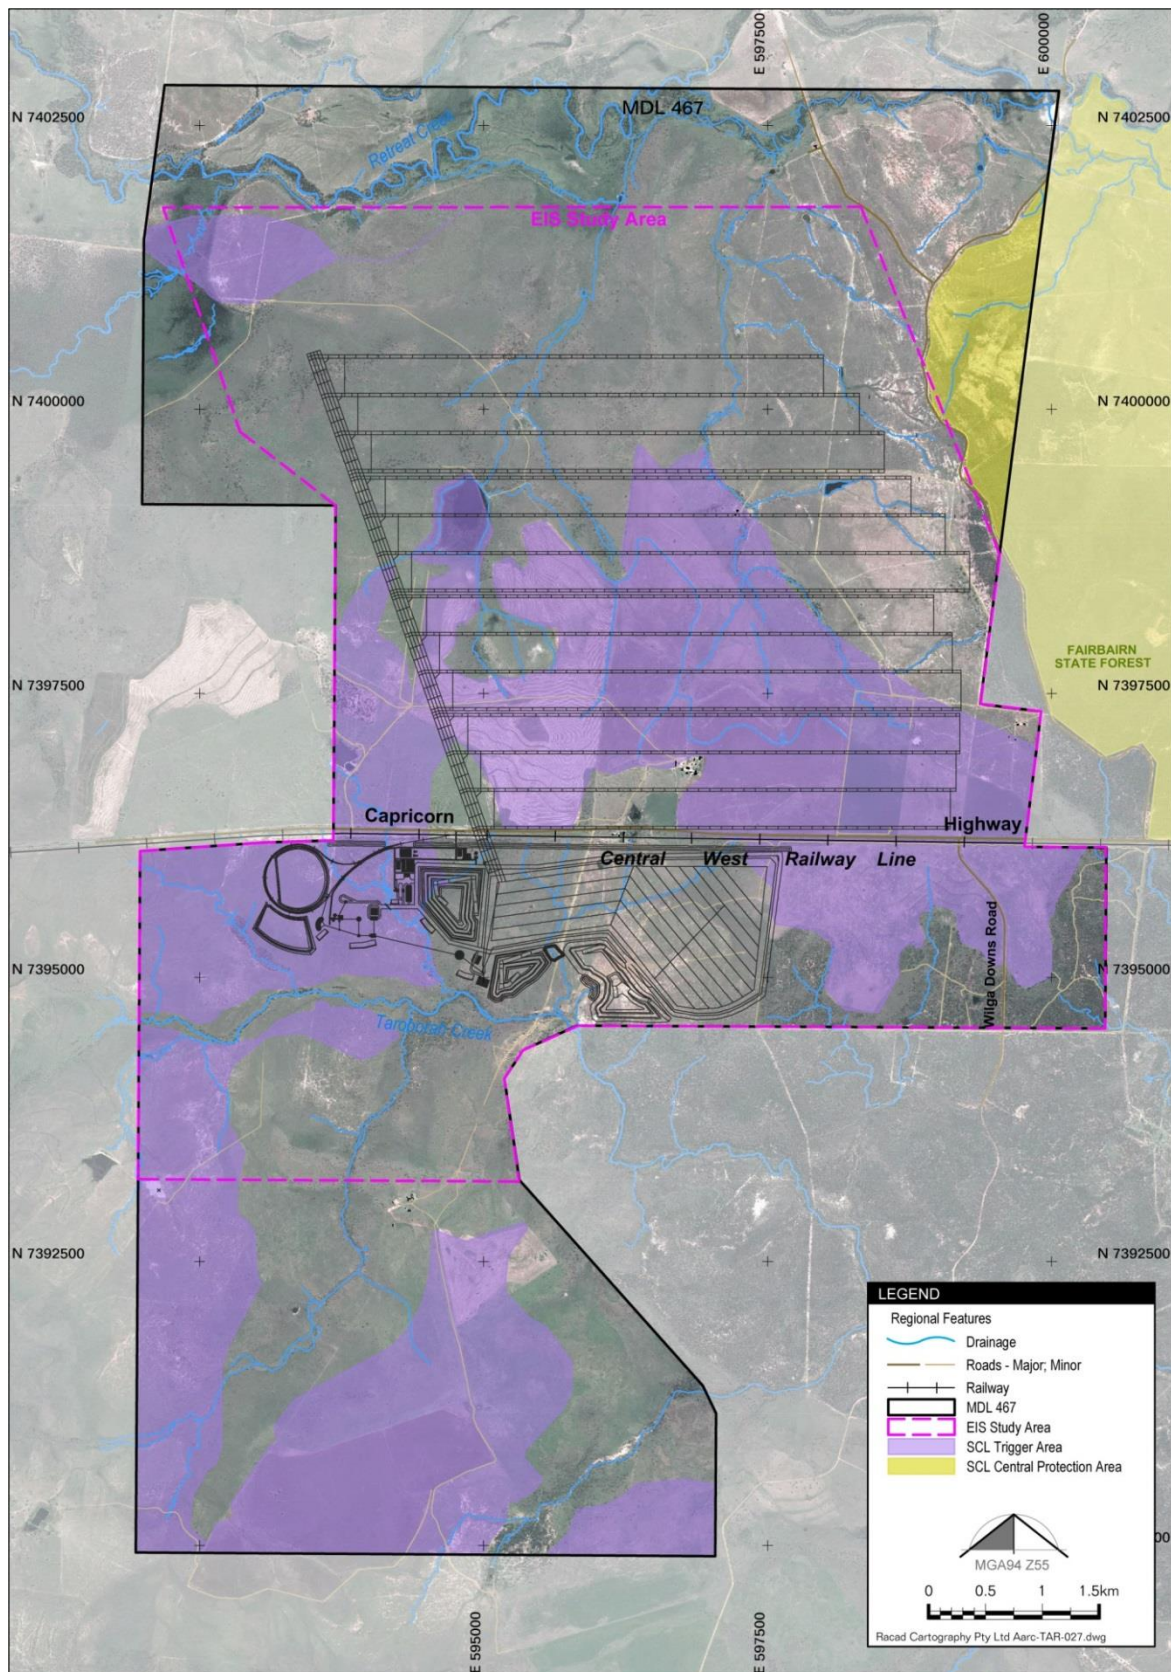 E 597500
E 600000
N 7402500
MDL 467
N 7402500
Retreat Creek
EIS Study Area
N 7400000
N 7400000
FAIRBAIRN
STATE FOREST
N 7397500
N 7397500
Capricorn
Highway
Central West Railway Line
N 7395000
N 7395000
Wilga Downs Road
Taroborah Creek
N 7392500
N 7392500
LEGEND
Regional Features
Drainage
Roads - Major; Minor
Railway
MDL 467
EIS Study Area
SCL Trigger Area
SCL Central Protection Area
MGA94 Z55
0 0.5 1 1.5km
Racad Cartography Pty Ltd Aarc-TAR-027.dwg
E 595000
E 597500